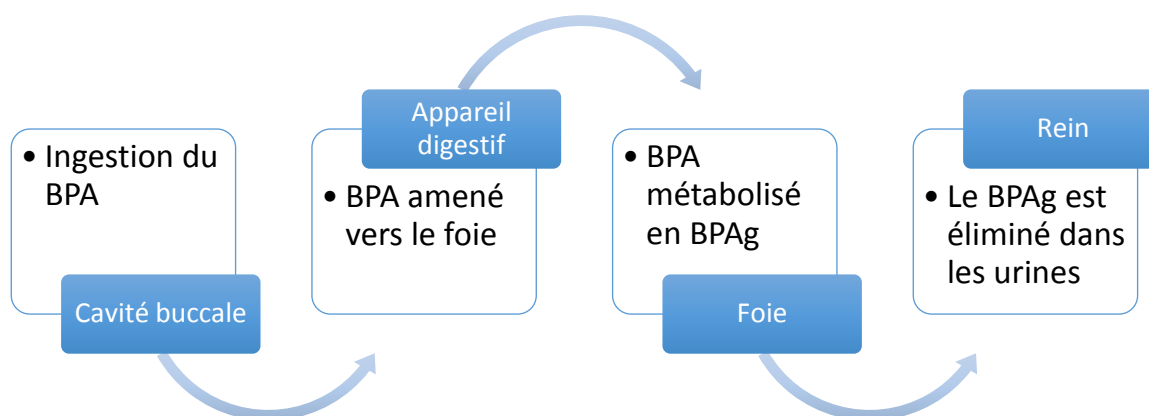 • Ingestion du
BPA
Cavité buccale
Appareil
digestif
• BPA amené
vers le foie
• BPA
métabolisé
en BPAg
Foie
Rein
• Le BPAg est
éliminé dans
les urines